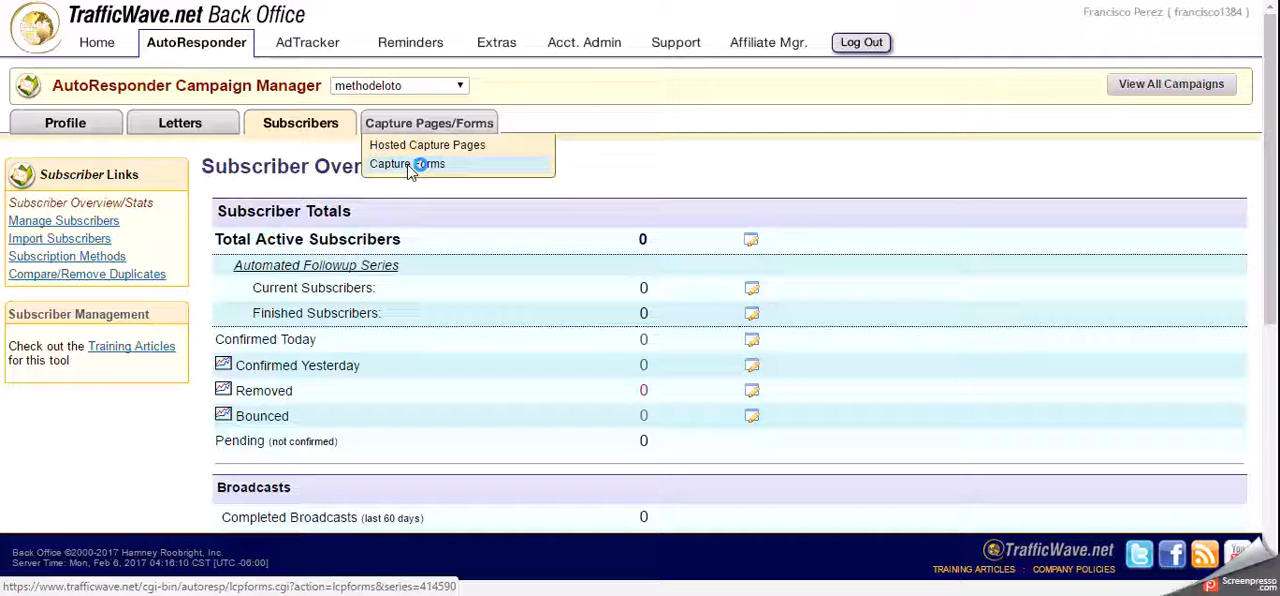 TrafficWave.net Back Office
Francisco Perez ( francisco1384 )
Home AutoResponder AdTracker Reminders Extras Acct. Admin Support Affiliate Mgr. Log Out
AutoResponder Campaign Manager methodeloto View All Campaigns
Profile Letters Subscribers Capture Pages/Forms
Hosted Capture Pages
Capture Forms
Subscriber Links
Subscriber Overview/Stats
Manage Subscribers
Import Subscribers
Subscription Methods
Compare/Remove Duplicates
Subscriber Management
Check out the Training Articles
for this tool
Subscriber Over
Subscriber Totals
Total Active Subscribers 0
Automated Followup Series
Current Subscribers: 0
Finished Subscribers: 0
Confirmed Today 0
Confirmed Yesterday 0
Removed 0
Bounced 0
Pending (not confirmed) 0
Broadcasts
Completed Broadcasts (last 60 days) 0
Back Office ©2000-2017 Hamney Roobright, Inc.
Server Time: Mon, Feb 6, 2017 04:16:10 CST [UTC -06:00]
TrafficWave.net
TRAINING ARTICLES : COMPANY POLICIES
https://www.trafficwave.net/cgi-bin/autoresp/lcpforms.cgi?action=lcpforms&series=414590
Screenpresso
.com